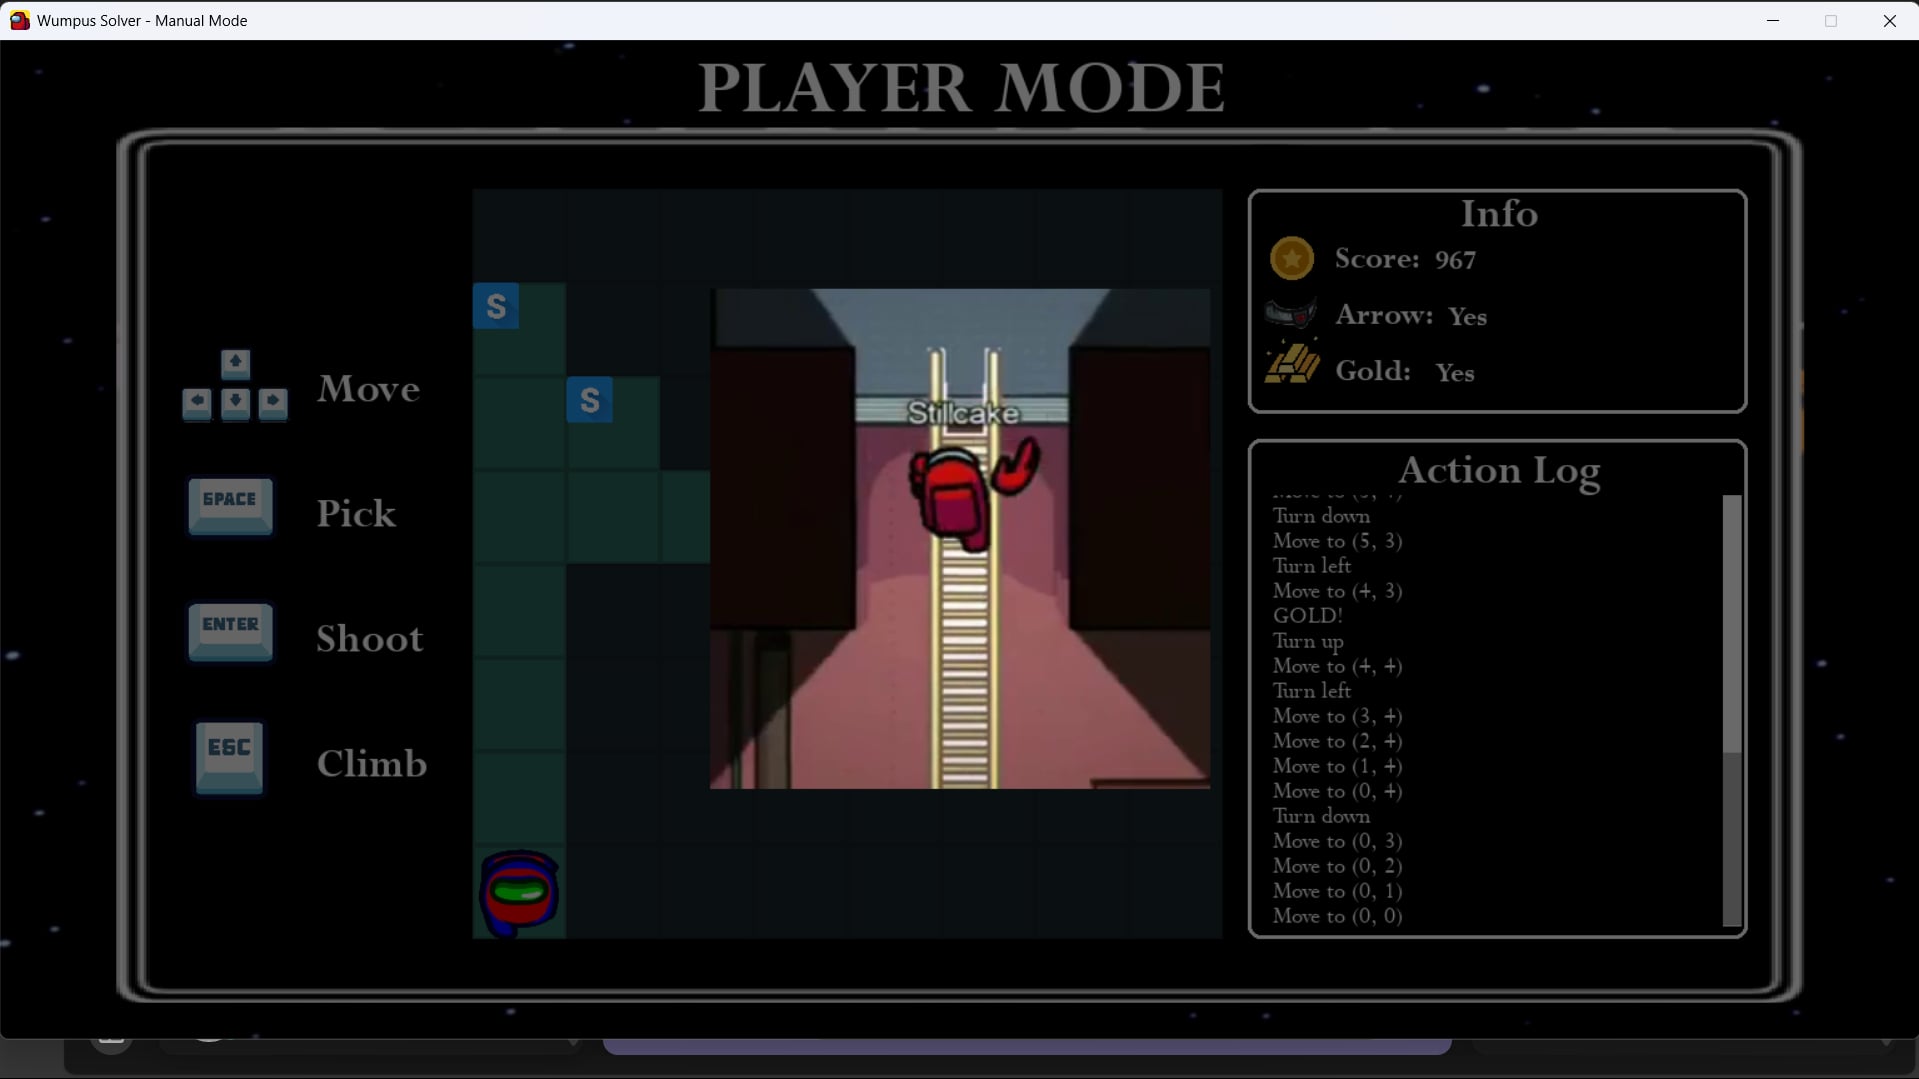 Wumpus Solver - Manual Mode
PLAYER MODE
S
S
Move
SPACE
Pick
ENTER
Shoot
ESC
Climb
Stillcake
Info
Score: 967
Arrow: Yes
Gold: Yes
Action Log
Turn down
Move to (5, 3)
Turn left
Move to (4, 3)
GOLD!
Turn up
Move to (4, 4)
Turn left
Move to (3, 4)
Move to (2, 4)
Move to (1, 4)
Move to (0, 4)
Turn down
Move to (0, 3)
Move to (0, 2)
Move to (0, 1)
Move to (0, 0)